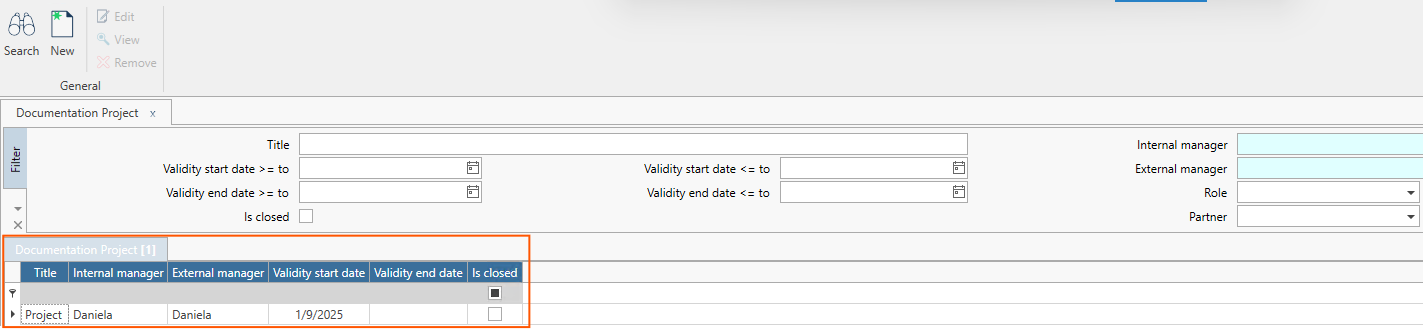 Search
New
Edit
View
Remove
General
Documentation Project x
Filter
Title
Internal manager
Validity start date >= to
Validity start date <= to
External manager
Validity end date >= to
Validity end date <= to
Role
Is closed
Partner
Documentation Project [1]
Title Internal manager External manager Validity start date Validity end date Is closed
Project Daniela Daniela 1/9/2025